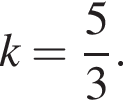 k = 5/3.